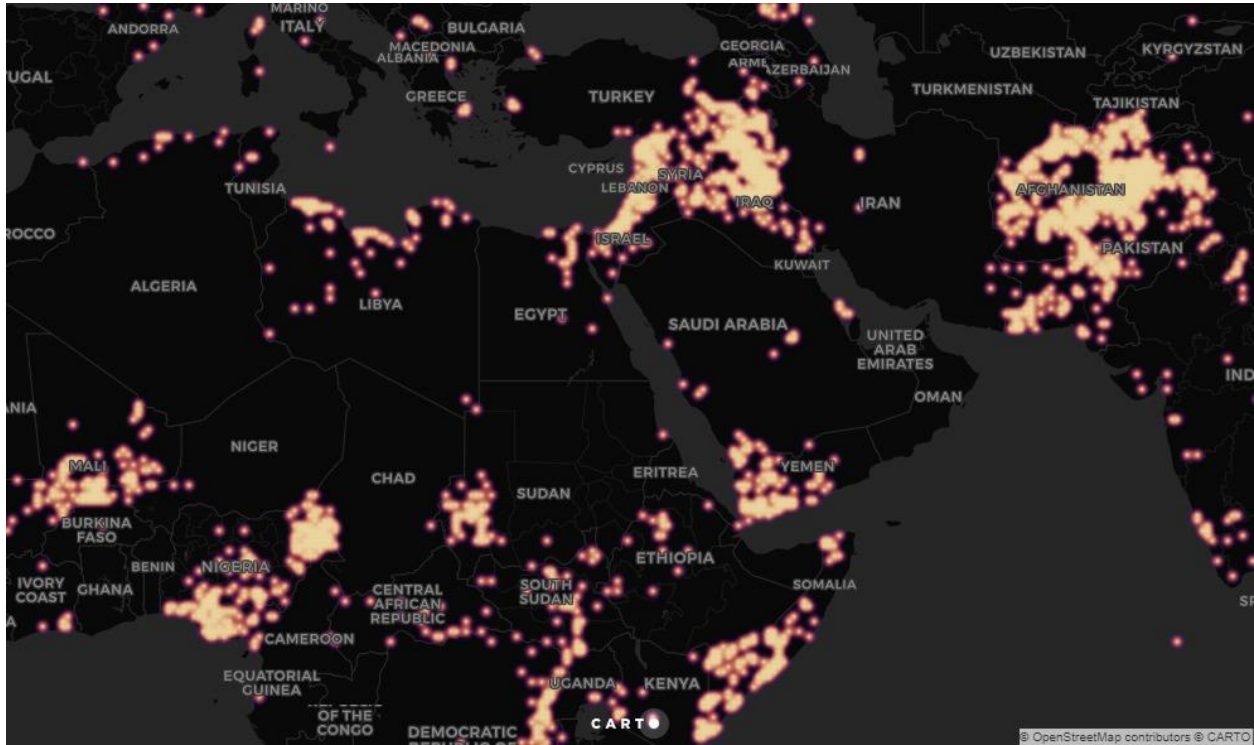 MARINO
ITALY
ANDORRA
BULGARIA
MACEDONIA
ALBANIA
GEORGIA
UZBEKISTAN
KYRGYZSTAN
AZERBAIJAN
TUGAL
TURKEY
TURKMENISTAN
GREECE
TAJIKISTAN
CYPRUS
SYRIA
TUNISIA
LEBANON
AFGHANISTAN
IRAQ
IRAN
ROCCO
ISRAEL
PAKISTAN
KUWAIT
ALGERIA
LIBYA
EGYPT
SAUDI ARABIA
UNITED
ARAB
EMIRATES
IND
OMAN
ANIA
NIGER
MALI
CHAD
ERITREA
YEMEN
SUDAN
BURKINA
FASO
ETHIOPIA
BENIN
NIGERIA
IVORY
COAST
GHANA
SOUTH
SUDAN
SOMALIA
CENTRAL
AFRICAN
REPUBLIC
SR
A
CAMEROON
EQUATORIAL
GUINEA
UGANDA
KENYA
OF THE
CONGO
DEMOCRATIC
CARTO
© OpenStreetMap contributors © CARTO